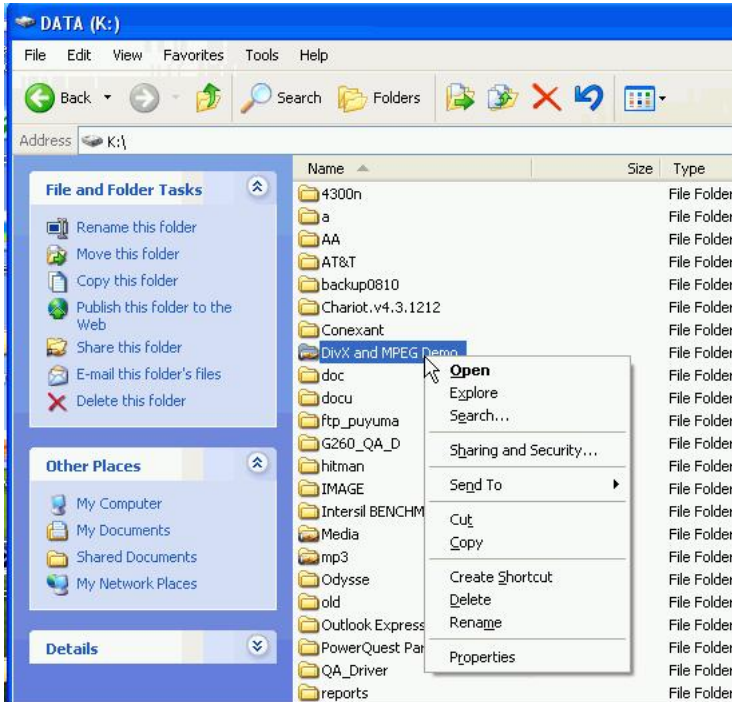 DATA (K:)
File Edit View Favorites Tools Help
Back Search Folders
Address K:\
File and Folder Tasks
Rename this folder
Move this folder
Copy this folder
Publish this folder to the
Web
Share this folder
E-mail this folder's files
Delete this folder
Other Places
My Computer
My Documents
Shared Documents
My Network Places
Details
Name Size Type
4300n File Folder
a File Folder
AA File Folder
AT&T File Folder
backup0810 File Folder
Chariot.v4.3.1212 File Folder
Conexant File Folder
DivX and MPEG Demo File Folder
doc File Folder
docu File Folder
ftp_puyuma File Folder
G260_QA_D File Folder
hitman File Folder
IMAGE File Folder
Intersil BENCHM File Folder
Media File Folder
mp3 File Folder
Odysse File Folder
old File Folder
Outlook Express File Folder
PowerQuest Par File Folder
QA_Driver File Folder
reports File Folder
Open
Explore
Search...
Sharing and Security...
Send To
Cut
Copy
Create Shortcut
Delete
Rename
Properties